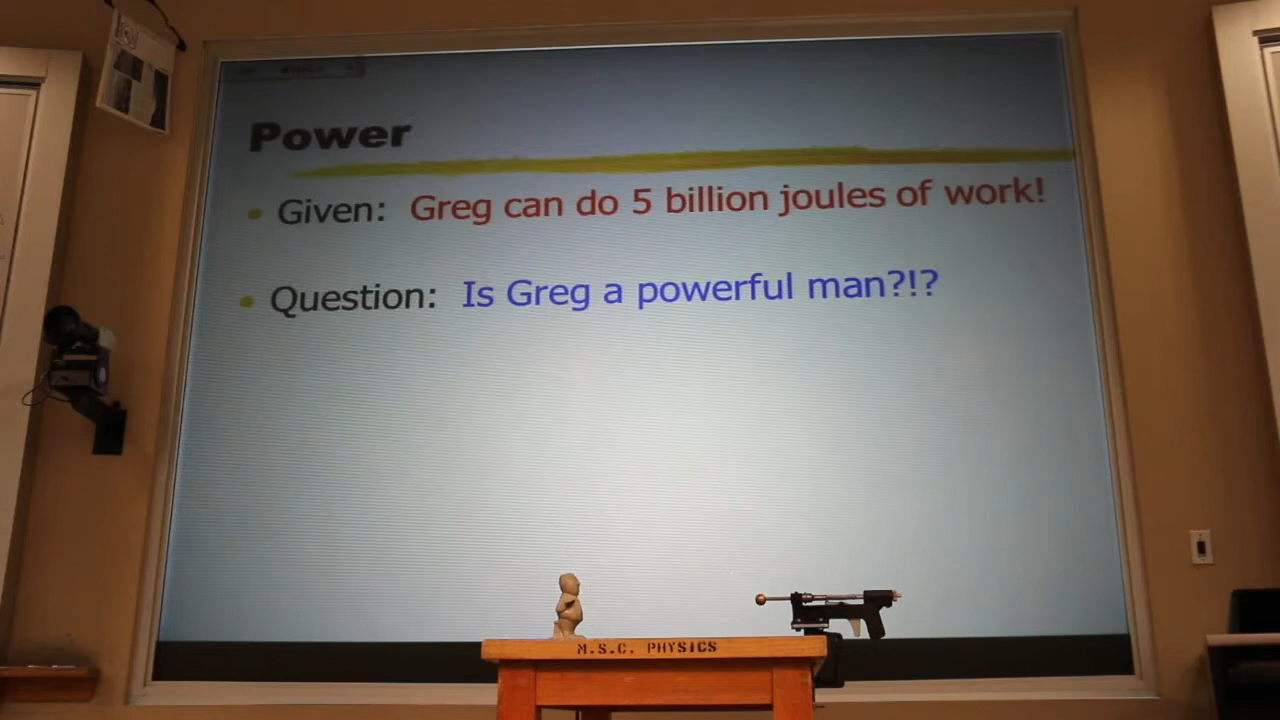 Power
Given: Greg can do 5 billion joules of work!
Question: Is Greg a powerful man?!?
M.S.C. PHYSICS